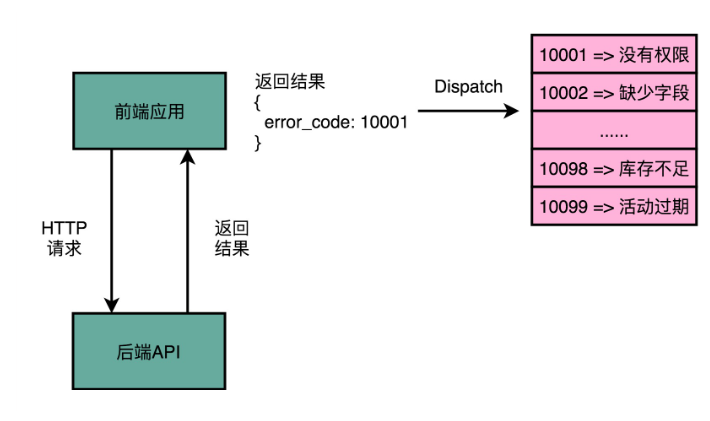 前端应用
返回结果
{
error_code: 10001
}
Dispatch
10001 => 没有权限
10002 => 缺少字段
......
10098 => 库存不足
10099 => 活动过期
HTTP
请求
返回
结果
后端API